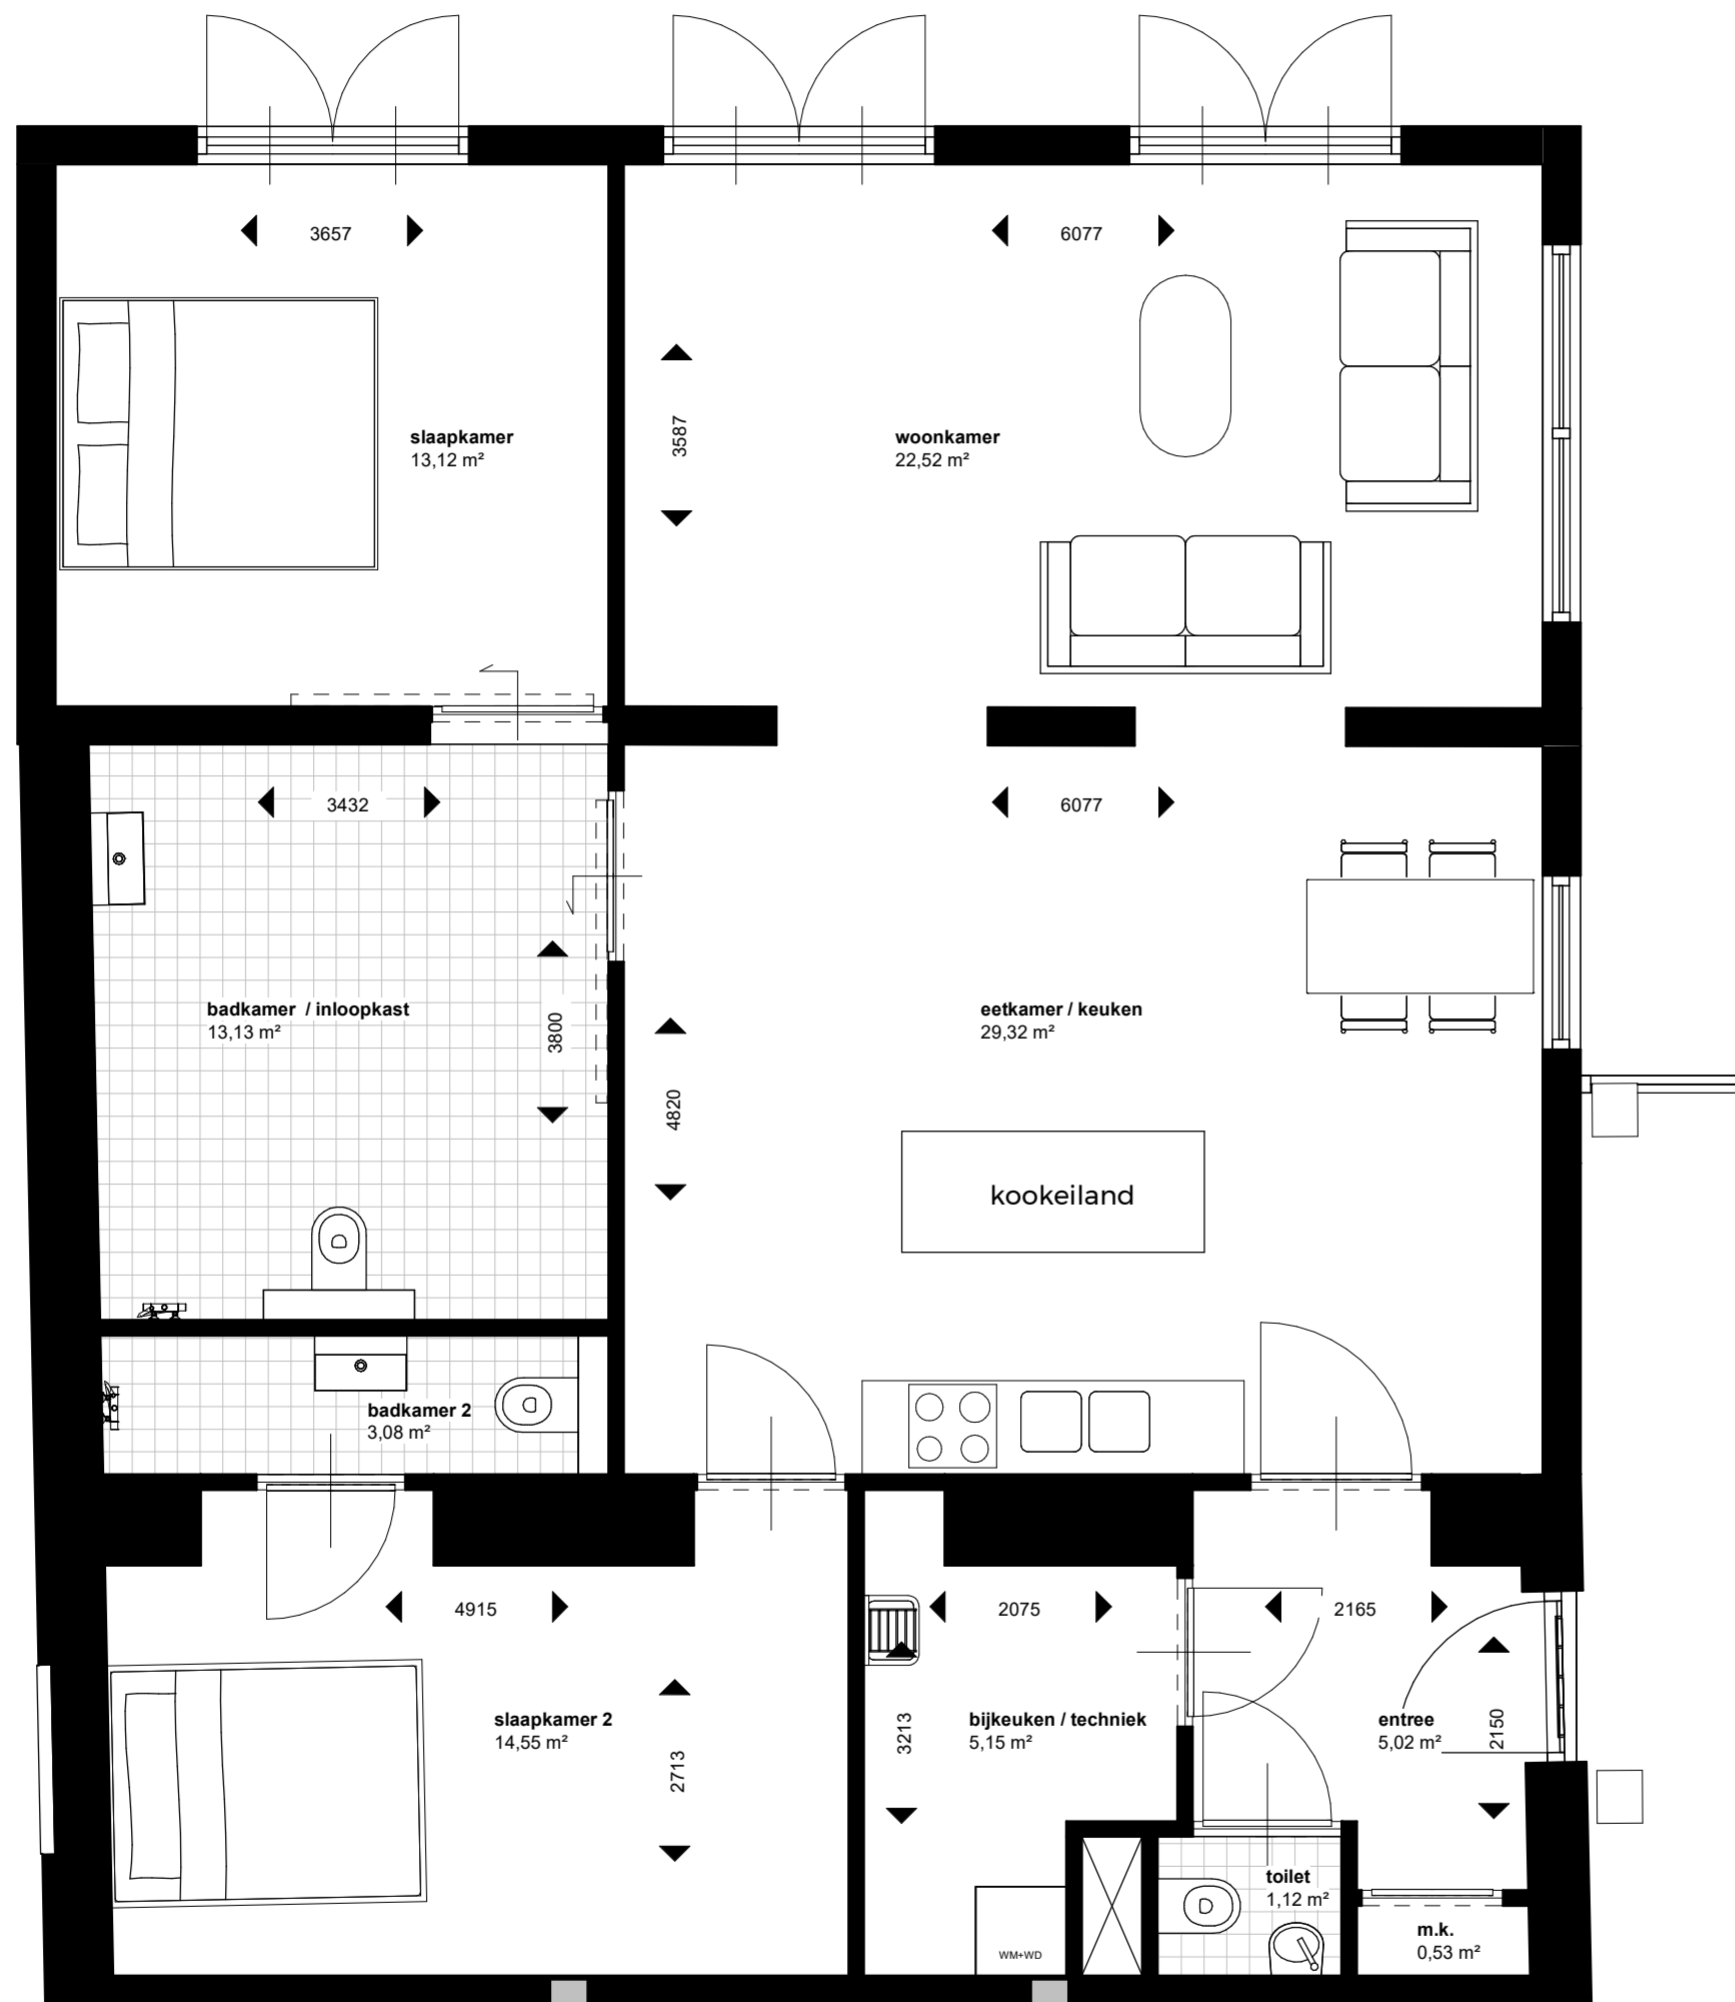 3657
6077
3587
slaapkamer
13,12 m²
woonkamer
22,52 m²
3432
6077
badkamer / inloopkast
13,13 m²
3800
eetkamer / keuken
29,32 m²
4820
kookeiland
badkamer 2
3,08 m²
4915
2075
2165
slaapkamer 2
14,55 m²
2713
3213
bijkeuken / techniek
5,15 m²
entree
5,02 m²
2150
toilet
1,12 m²
m.k.
0,53 m²
WM+WD